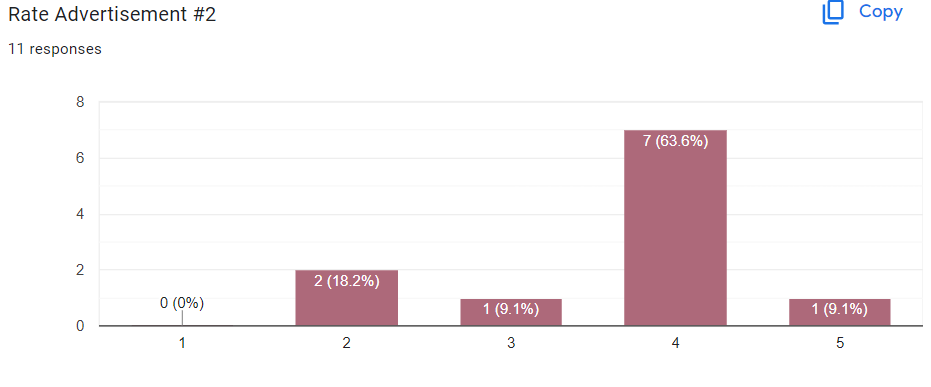 Rate Advertisement #2
Copy
11 responses
8
6
4
2
0
0 (0%)
2 (18.2%)
1 (9.1%)
7 (63.6%)
1 (9.1%)
1 2 3 4 5